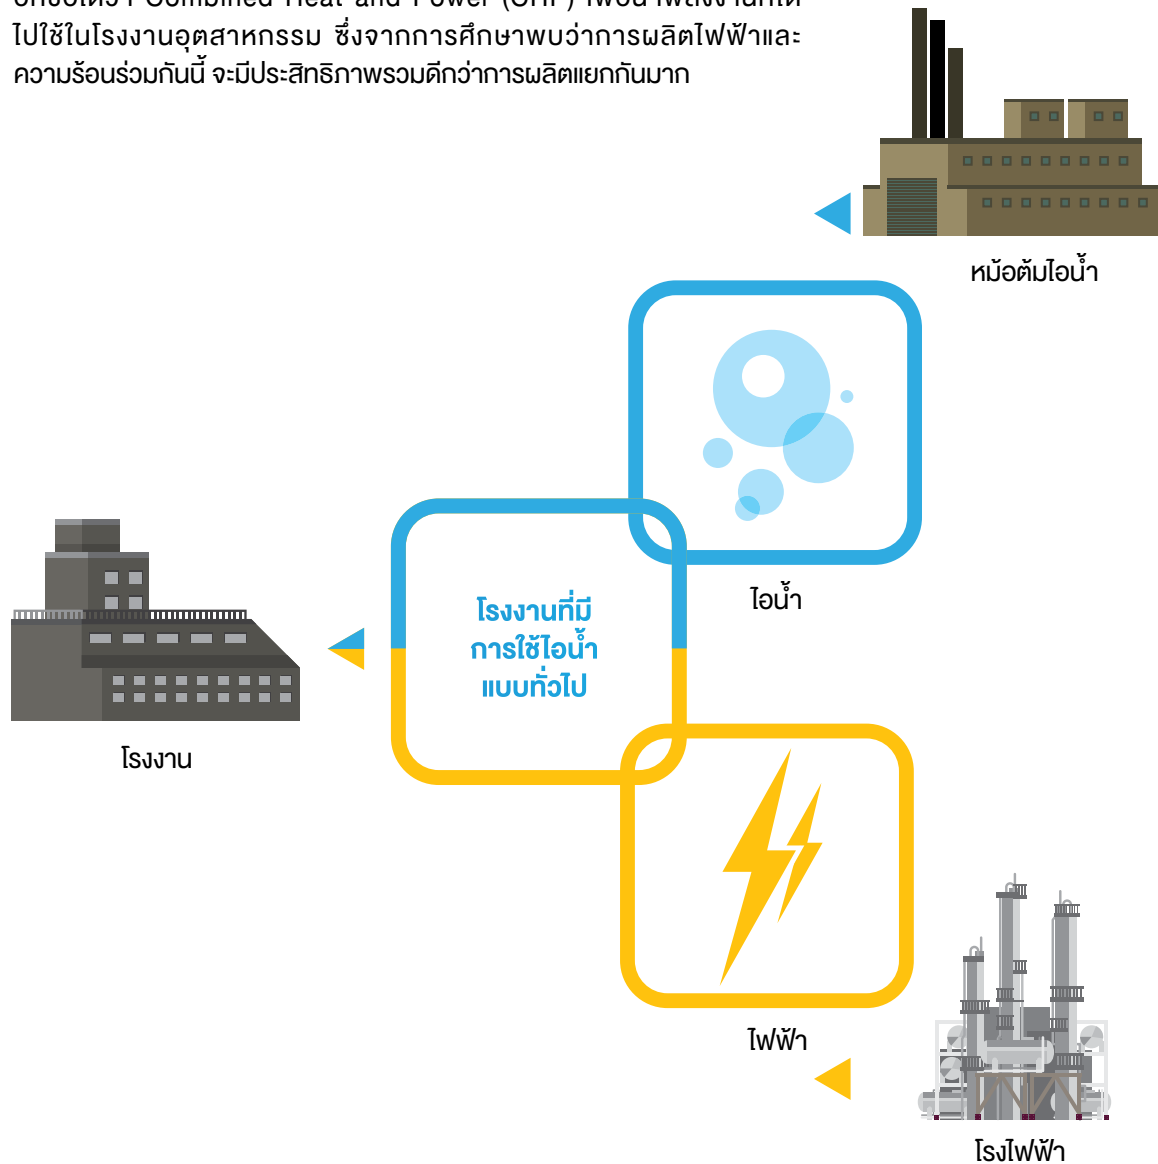 Combined Heat and Power (CHP)
ไปใช้ในโรงงานอุตสาหกรรม ซึ่งจากการศึกษาพบว่าการผลิตไฟฟ้าและ
ความร้อนร่วมกันนี้ จะมีประสิทธิภาพรวมดีกว่าการผลิตแยกกันมาก
หม้อต้มไอน้ำ
ไอน้ำ
โรงงานที่มี
การใช้ไอน้ำ
แบบทั่วไป
โรงงาน
ไฟฟ้า
โรงไฟฟ้า